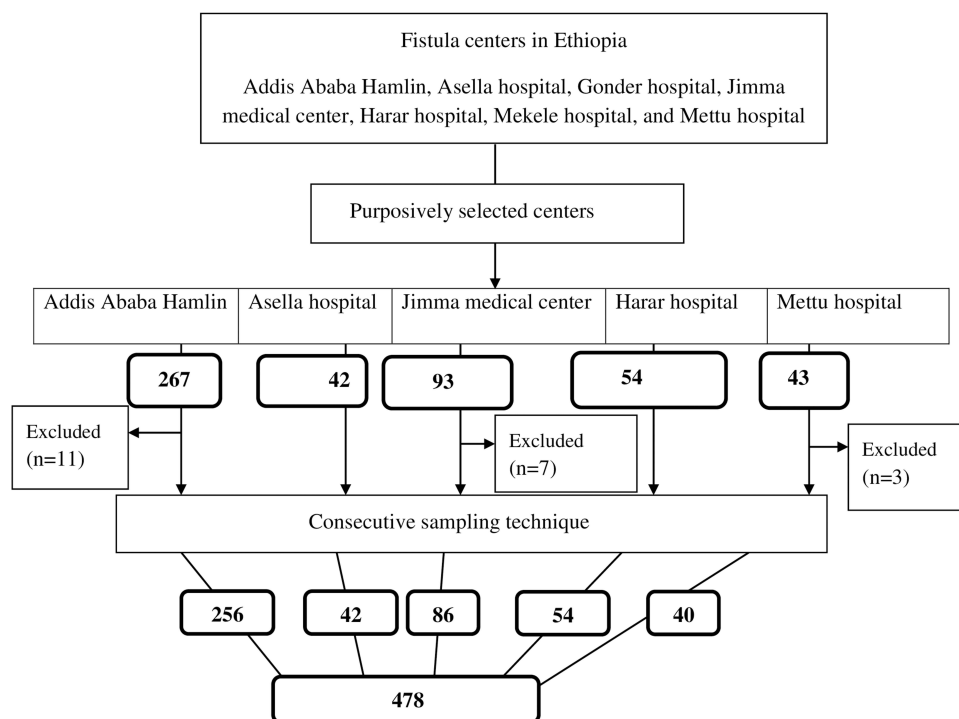 Fistula centers in Ethiopia
Addis Ababa Hamlin, Asella hospital, Gonder hospital, Jimma
medical center, Harar hospital, Mekele hospital, and Mettu hospital
Purposively selected centers
Addis Ababa Hamlin
Asella hospital
Jimma medical center
Harar hospital
Mettu hospital
267
42
93
54
43
Excluded
(n=11)
Excluded
(n=7)
Excluded
(n=3)
Consecutive sampling technique
256
42
86
54
40
478